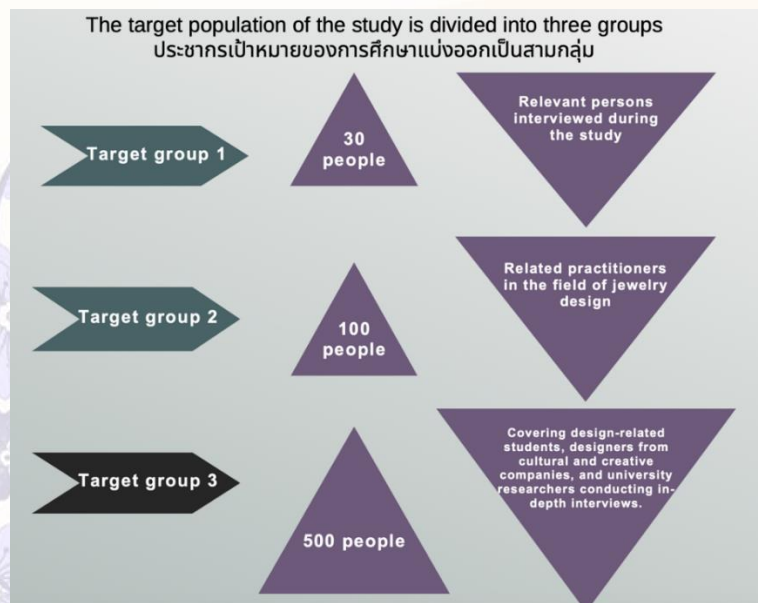 The target population of the study is divided into three groups
ประชากรเป้าหมายของการศึกษาแบ่งออกเป็นสามกลุ่ม
Target group 1
30
people
Relevant persons
interviewed during
the study
Target group 2
100
people
Related practitioners
in the field of jewelry
design
Target group 3
500 people
Covering design-related
students, designers from
cultural and creative
companies, and university
researchers conducting in-
depth interviews.